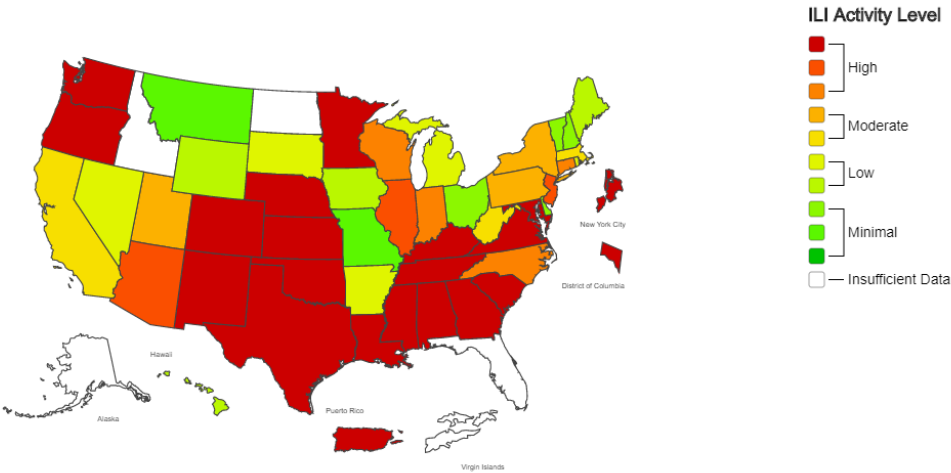 ILI Activity Level
High
Moderate
Low
Minimal
Insufficient Data
New York City
District of Columbia
Hawaii
Alaska
Puerto Rico
Virgin Islands